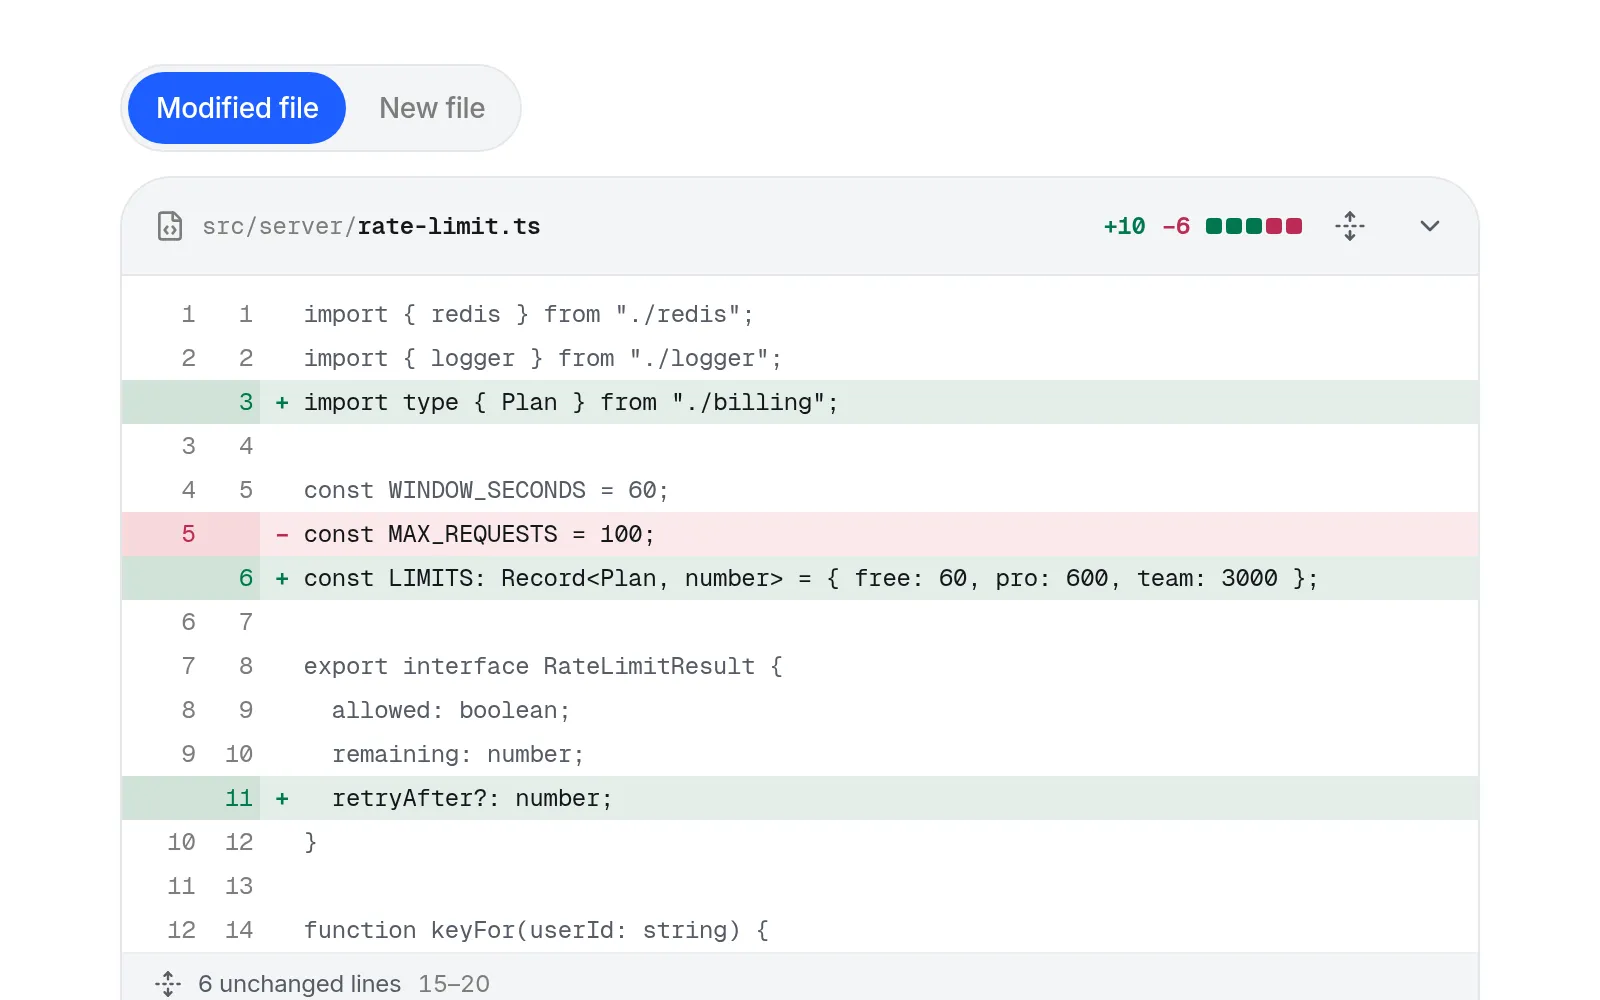 Modified file New file
src/server/rate-limit.ts +10 −6
1 1 import { redis } from "./redis";
2 2 import { logger } from "./logger";
3 + import type { Plan } from "./billing";
3 4
4 5 const WINDOW_SECONDS = 60;
5 − const MAX_REQUESTS = 100;
6 + const LIMITS: Record<Plan, number> = { free: 60, pro: 600, team: 3000 };
6 7
7 8 export interface RateLimitResult {
8 9 allowed: boolean;
9 10 remaining: number;
11 + retryAfter?: number;
10 12 }
11 13
12 14 function keyFor(userId: string) {
6 unchanged lines 15–20